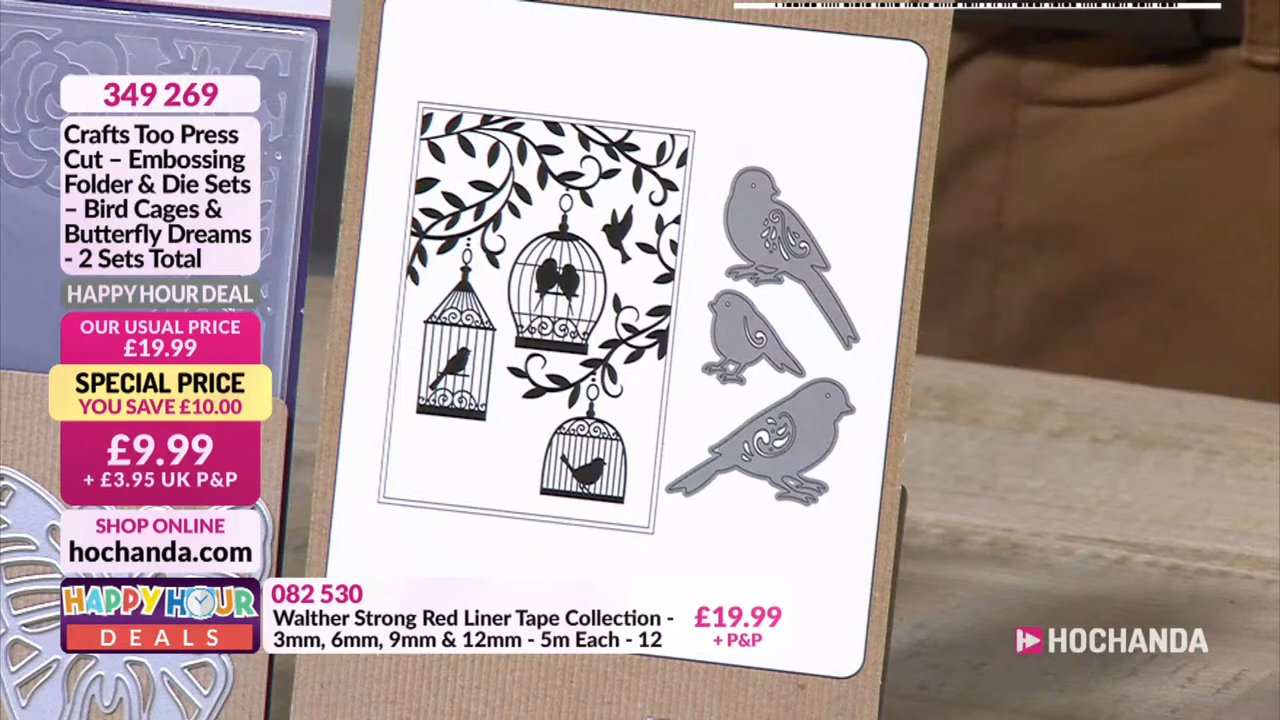 349 269
Crafts Too Press
Cut – Embossing
Folder & Die Sets
– Bird Cages &
Butterfly Dreams
- 2 Sets Total
HAPPY HOUR DEAL
OUR USUAL PRICE
£19.99
SPECIAL PRICE
YOU SAVE £10.00
£9.99
+ £3.95 UK P&P
SHOP ONLINE
hochanda.com
HAPPY HOUR
DEALS
082 530
Walther Strong Red Liner Tape Collection -
3mm, 6mm, 9mm & 12mm - 5m Each - 12
£19.99
+ P&P
HOCHANDA